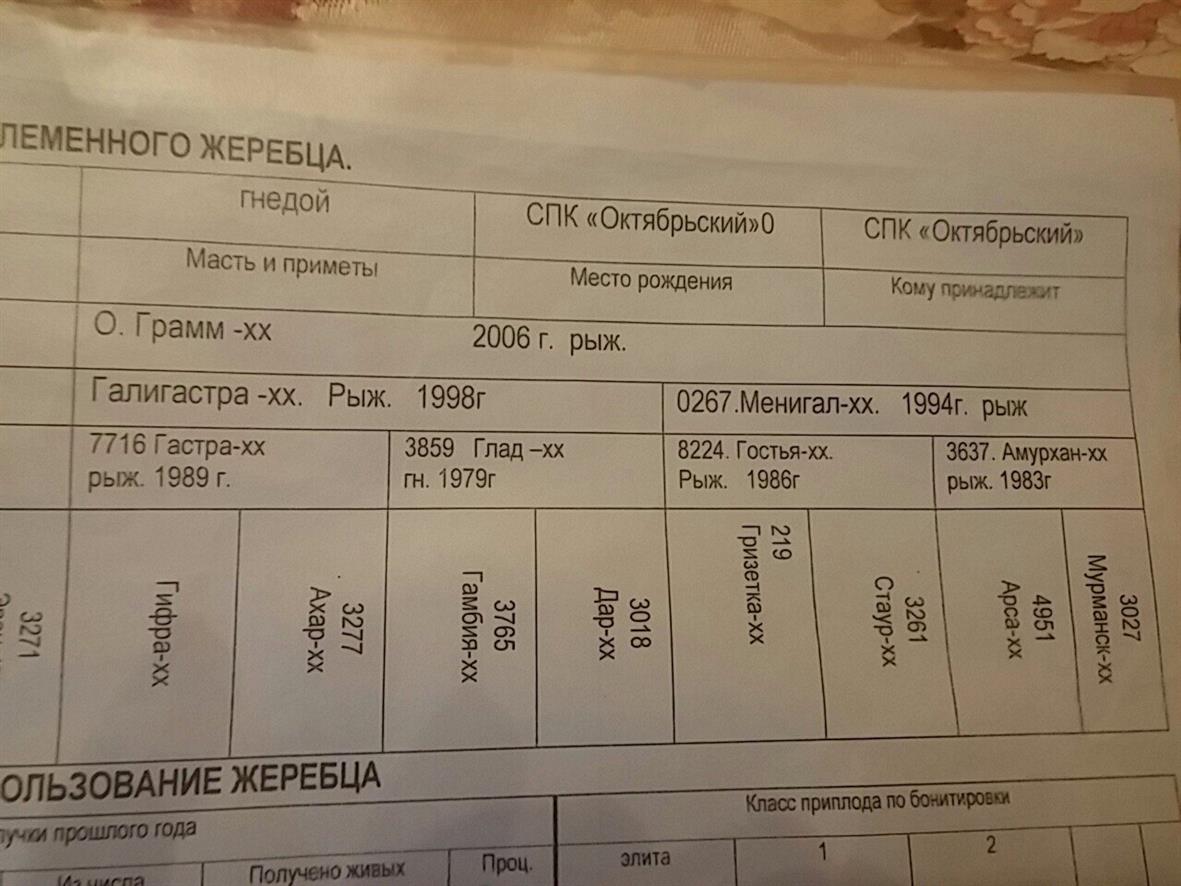 ЛЕМЕННОГО ЖЕРЕБЦА.
гнедой
СПК «Октябрьский»0
СПК «Октябрьский»
Масть и приметы
Место рождения
Кому принадлежит
О. Грамм -хх 2006 г. рыж.
Галигастра -хх. Рыж. 1998г
0267.Менигал-хх. 1994г. рыж
7716 Гастра-хх
рыж. 1989 г.
3859 Глад –хх
гн. 1979г
8224. Гостья-хх.
Рыж. 1986г
3637. Амурхан-хх
рыж. 1983г
3271
Гифра-хх
3277
Ахар-хх
3765
Гамбия-хх
3018
Дар-хх
219
Гризетка-хх
3261
Стаур-хх
4951
Арса-хх
3027
Мурманск-хх
ОЛЬЗОВАНИЕ ЖЕРЕБЦА
лучки прошлого года
Класс приплода по бонитировки
Из числа
Получено живых
Проц.
элита
1
2